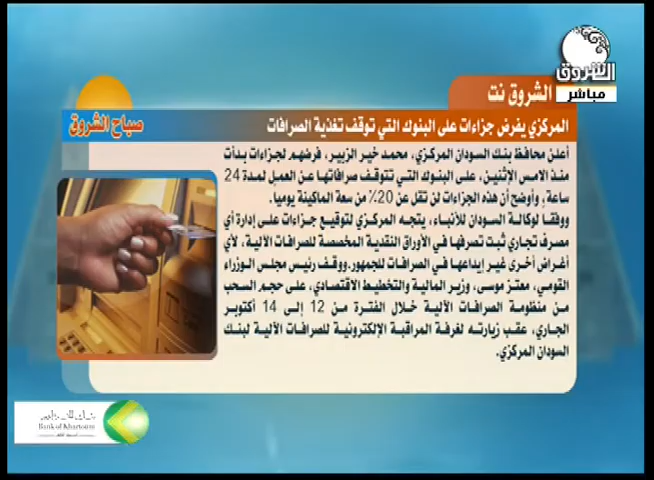 الشروق
مباشر
الشروق نت
صباح الشروق
المركزي يفرض جزاءات على البنوك التي توقف تغذية الصرافات
أعلن محافظ بنك السودان المركزي، محمد خير الزبير، فرضهم لجزاءات بدأت
منذ الامس الإثنين، على البنوك التي تتوقف صرافاتها عن العمل لمدة 24
ساعة، وأوضح أن هذه الجزاءات لن تقل عن 20٪ من سعة الماكينة يوميا.
ووفقا لوكالة السودان للأنباء، يتجه المركزي لتوقيع جزاءات على إدارة أي
مصرف تجاري ثبت تصرفها في الأوراق النقدية المخصصة للصرافات الآلية، لأي
أغراض أخرى غير إيداعها في الصرافات للجمهور. ووقف رئيس مجلس الوزراء
القومي، معتز موسى، وزير المالية والتخطيط الاقتصادي، على حجم السحب
من منظومة الصرافات الآلية خلال الفترة من 12 إلى 14 أكتوبر
الجاري، عقب زيارته لغرفة المراقبة الإلكترونية للصرافات الآلية لبنك
السودان المركزي.
Bank of Khartoum